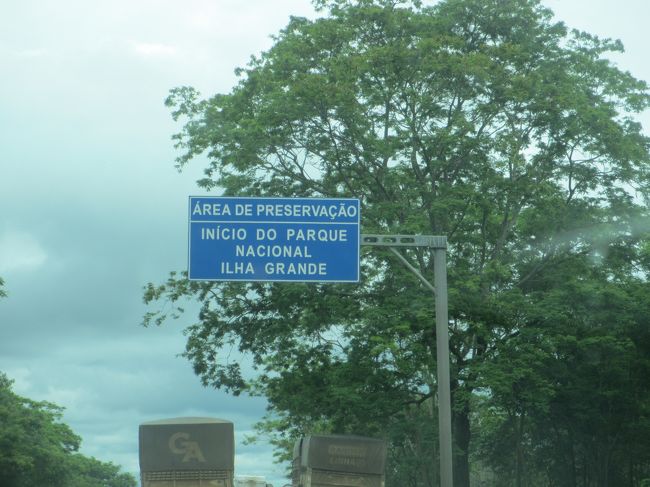 ÁREA DE PRESERVAÇÃO
INÍCIO DO PARQUE
NACIONAL
ILHA GRANDE
GA